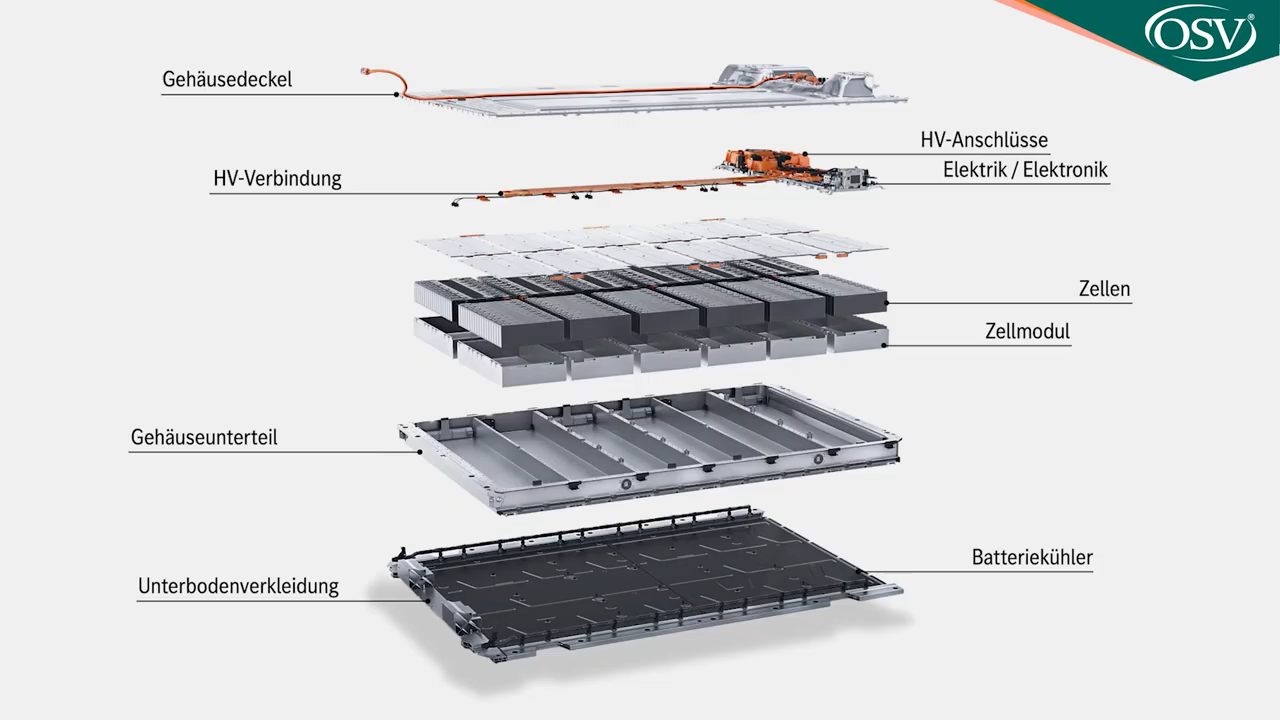 OSV®
Gehäusedeckel
HV-Anschlüsse
Elektrik / Elektronik
HV-Verbindung
Zellen
Zellmodul
Gehäuseunterteil
Batteriekühler
Unterbodenverkleidung